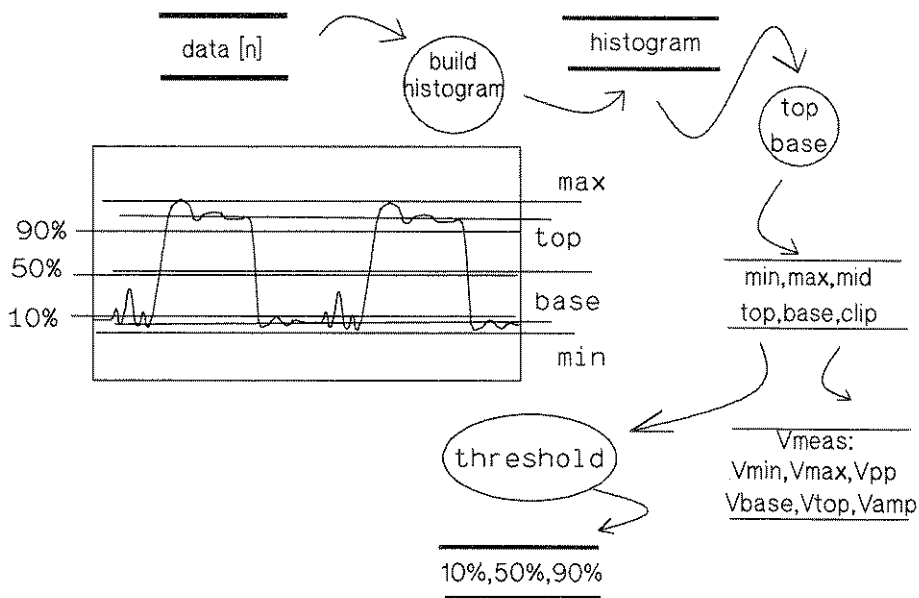 data [n]
build
histogram
histogram
top
base
max
90%
top
50%
base
10%
min
min,max,mid
top,base,clip
threshold
Vmeas:
Vmin,Vmax,Vpp
Vbase,Vtop,Vamp
10%,50%,90%